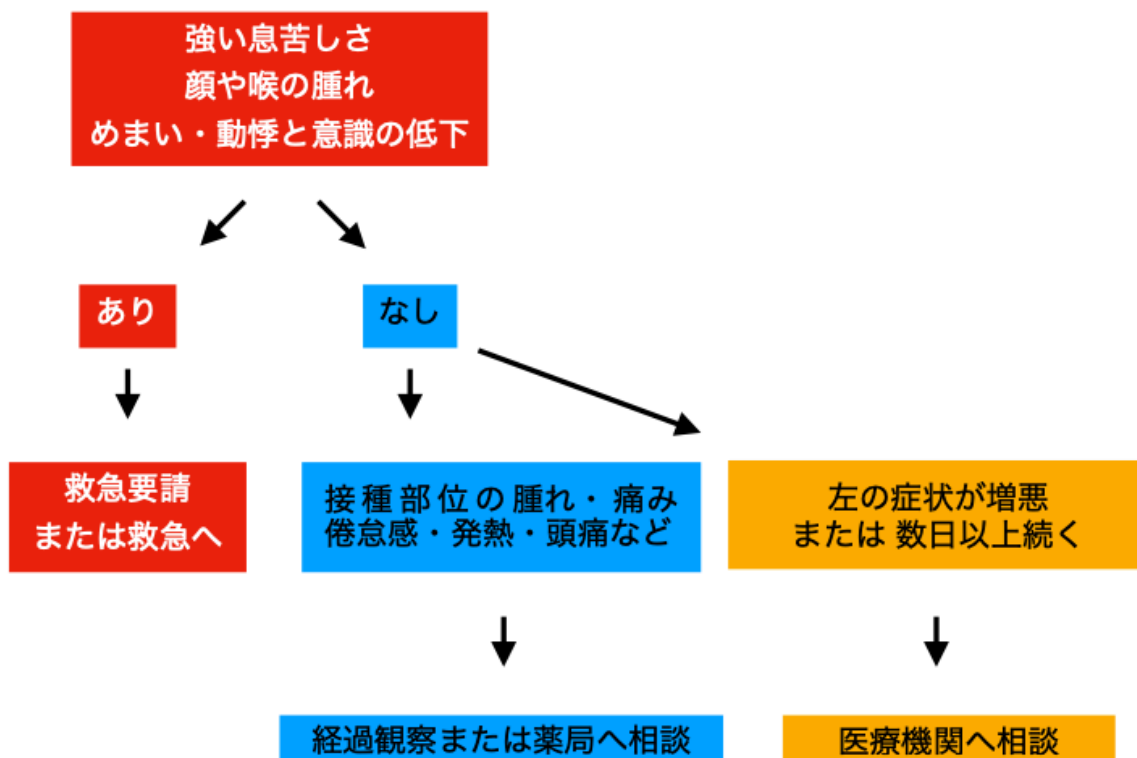 強い息苦しさ
顔や喉の腫れ
めまい・動悸と意識の低下
あり
なし
救急要請
または救急へ
接種部位の腫れ・痛み
倦怠感・発熱・頭痛など
左の症状が増悪
または 数日以上続く
経過観察または薬局へ相談
医療機関へ相談